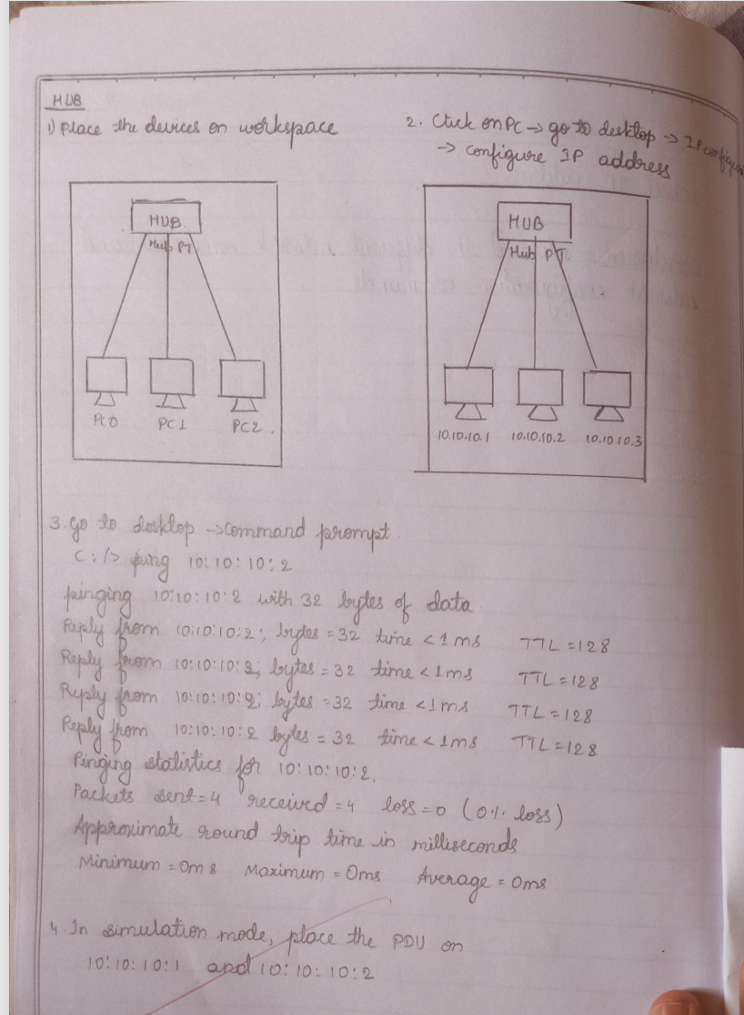 HUB
1) Place the devices on workspace
2. Click on PC → go to desktop → IP configure
→ configure IP address
HUB
Hub PT
PC0 PC1 PC2.
HUB
Hub PT
10.10.10.1 10.10.10.2 10.10.10.3
3. Go to desktop → command prompt.
C:/> ping 10:10:10:2
pinging 10:10:10:2 with 32 bytes of data
Reply from 10:10:10:2; bytes = 32 time < 1ms TTL = 128
Reply from 10:10:10:2; bytes = 32 time < 1ms TTL = 128
Reply from 10:10:10:2; bytes = 32 time < 1ms TTL = 128
Reply from 10:10:10:2 bytes = 32 time < 1ms TTL = 128
Pinging statistics for 10:10:10:2.
Packets sent = 4 received = 4 loss = 0 (0% loss)
Approximate round trip time in milliseconds
Minimum = 0ms Maximum = 0ms Average = 0ms
4. In simulation mode, place the PDU on
10:10:10:1 and 10:10:10:2